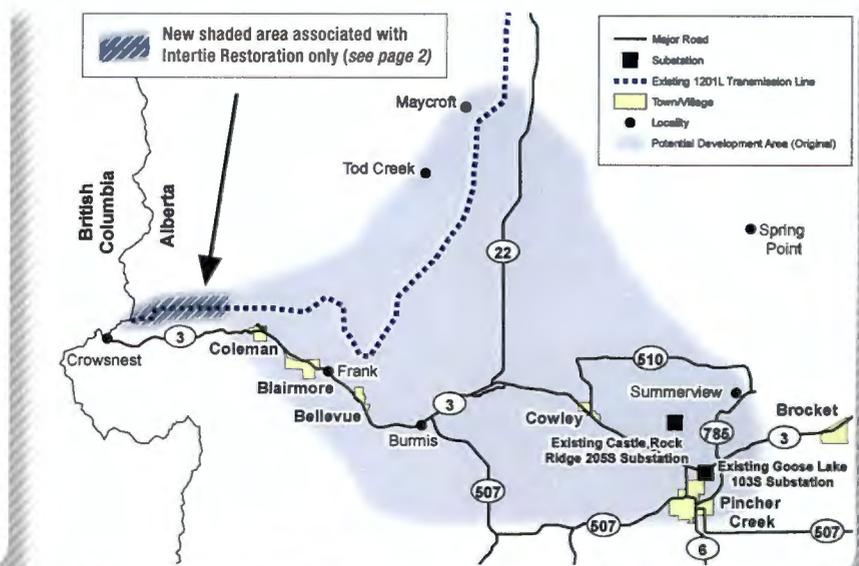 New shaded area associated with
Intertie Restoration only (see page 2)
Major Road
Substation
Existing 1201L Transmission Line
Town/Village
Locality
Potential Development Area (Original)
Maycroft
Tod Creek
British
Columbia
Alberta
Spring
Point
22
3
Crowsnest
Coleman
Blairmore
Frank
Bellevue
Burmis
3
Cowley
510
Summerview
785
Brocket
3
Existing Castle Rock
Ridge 205S Substation
Existing Goose Lake
103S Substation
Pincher
Creek
507
507
507
6